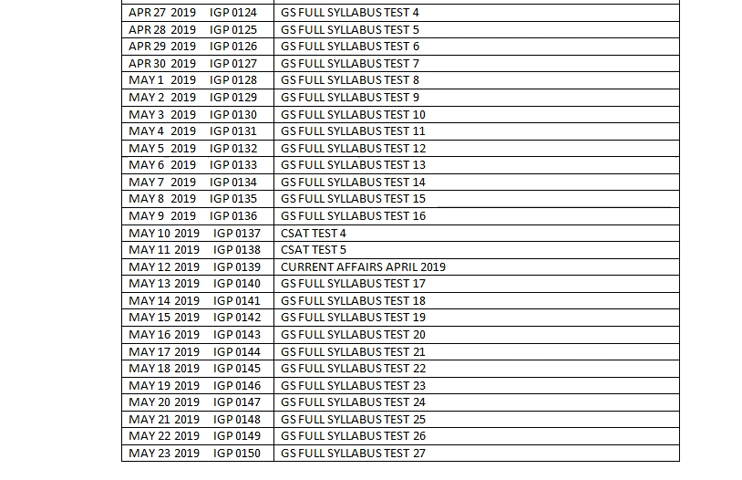 APR 27 2019 IGP 0124 GS FULL SYLLABUS TEST 4
APR 28 2019 IGP 0125 GS FULL SYLLABUS TEST 5
APR 29 2019 IGP 0126 GS FULL SYLLABUS TEST 6
APR 30 2019 IGP 0127 GS FULL SYLLABUS TEST 7
MAY 1 2019 IGP 0128 GS FULL SYLLABUS TEST 8
MAY 2 2019 IGP 0129 GS FULL SYLLABUS TEST 9
MAY 3 2019 IGP 0130 GS FULL SYLLABUS TEST 10
MAY 4 2019 IGP 0131 GS FULL SYLLABUS TEST 11
MAY 5 2019 IGP 0132 GS FULL SYLLABUS TEST 12
MAY 6 2019 IGP 0133 GS FULL SYLLABUS TEST 13
MAY 7 2019 IGP 0134 GS FULL SYLLABUS TEST 14
MAY 8 2019 IGP 0135 GS FULL SYLLABUS TEST 15
MAY 9 2019 IGP 0136 GS FULL SYLLABUS TEST 16
MAY 10 2019 IGP 0137 CSAT TEST 4
MAY 11 2019 IGP 0138 CSAT TEST 5
MAY 12 2019 IGP 0139 CURRENT AFFAIRS APRIL 2019
MAY 13 2019 IGP 0140 GS FULL SYLLABUS TEST 17
MAY 14 2019 IGP 0141 GS FULL SYLLABUS TEST 18
MAY 15 2019 IGP 0142 GS FULL SYLLABUS TEST 19
MAY 16 2019 IGP 0143 GS FULL SYLLABUS TEST 20
MAY 17 2019 IGP 0144 GS FULL SYLLABUS TEST 21
MAY 18 2019 IGP 0145 GS FULL SYLLABUS TEST 22
MAY 19 2019 IGP 0146 GS FULL SYLLABUS TEST 23
MAY 20 2019 IGP 0147 GS FULL SYLLABUS TEST 24
MAY 21 2019 IGP 0148 GS FULL SYLLABUS TEST 25
MAY 22 2019 IGP 0149 GS FULL SYLLABUS TEST 26
MAY 23 2019 IGP 0150 GS FULL SYLLABUS TEST 27